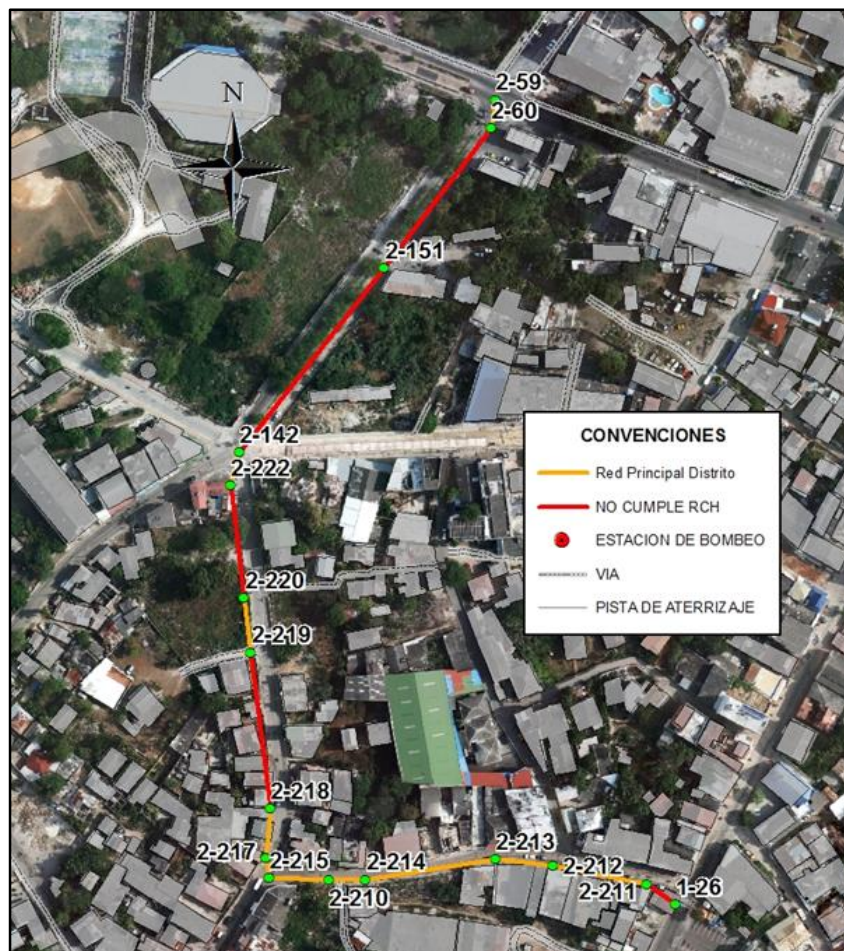 2-59
2-60
N
2-151
2-142
2-222
CONVENCIONES
Red Principal Distrito
NO CUMPLE RCH
ESTACION DE BOMBEO
VIA
PISTA DE ATERRIZAJE
2-220
2-219
2-218
2-217
2-215
2-214
2-213
2-212
2-210
2-211
1-26